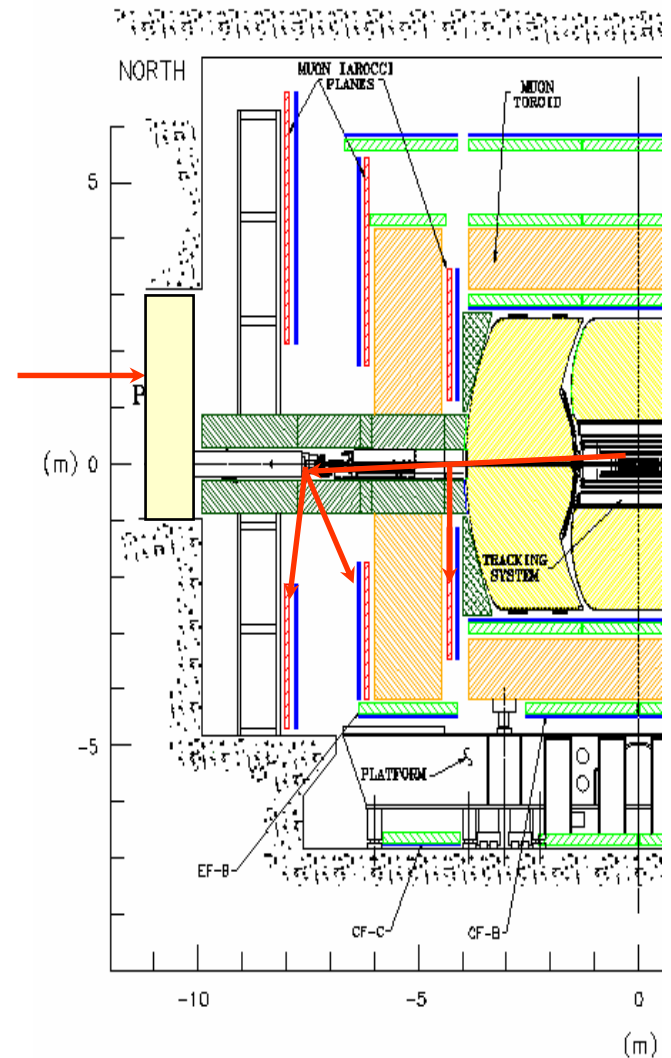 NORTH
MUON IAROCCI
PLANES
MUON
TOROID
5
P
(m) 0
TRACKING
SYSTEM
-5
PLATFORM
EF-B
CF-C
CF-B
-10
-5
0
(m)